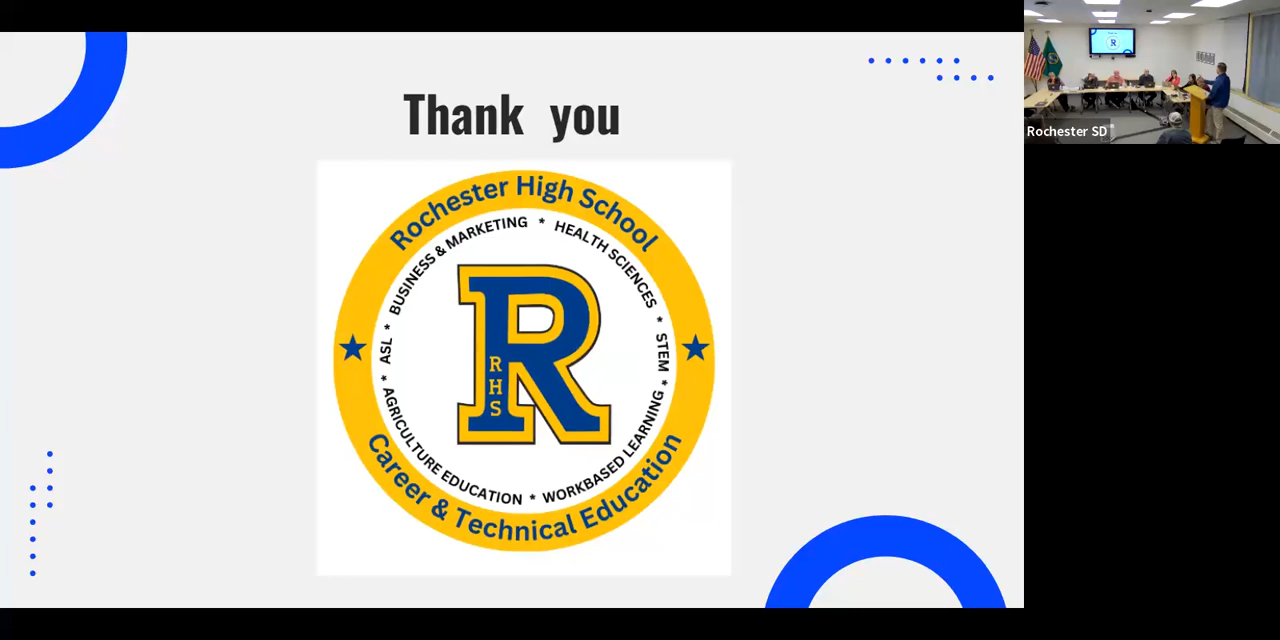 Thank you
Rochester High School
BUSINESS & MARKETING * HEALTH SCIENCES * STEM * WORKBASED LEARNING * AGRICULTURE EDUCATION * ASL *
R
RHS
Career & Technical Education
Rochester SD
R